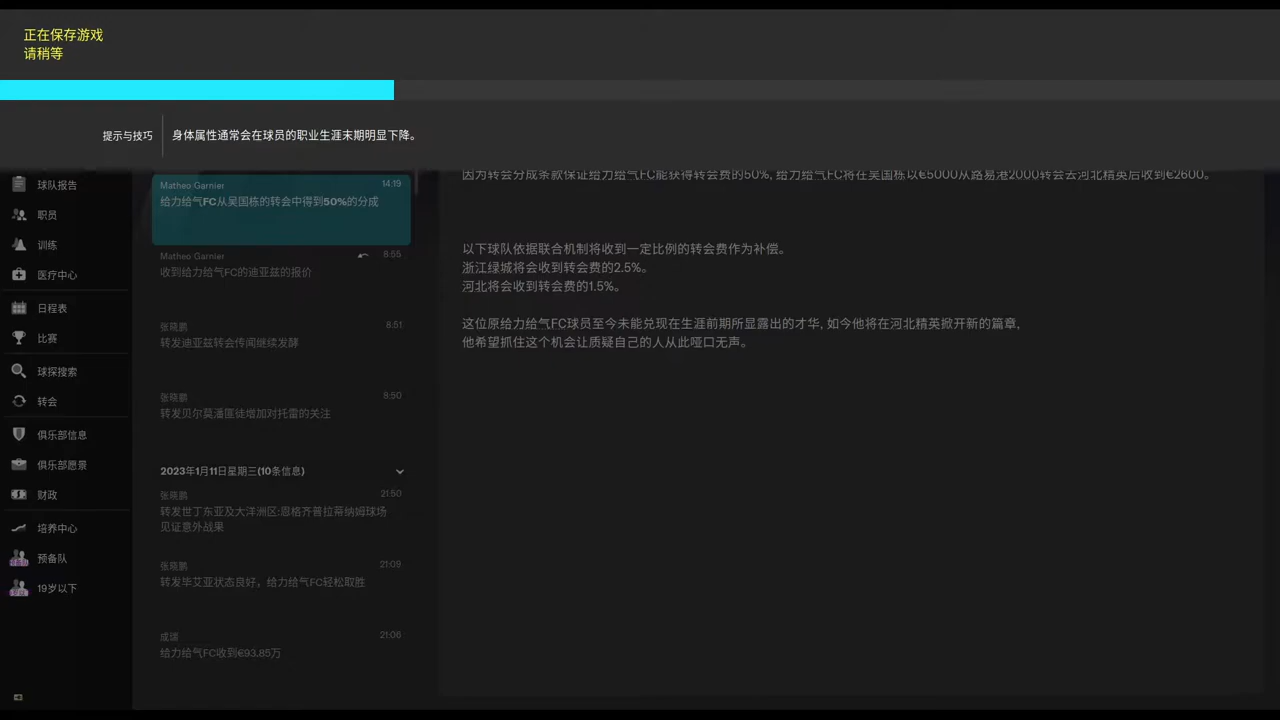 正在保存游戏
请稍等
提示与技巧
身体属性通常会在球员的职业生涯末期明显下降。
球队报告
职员
训练
医疗中心
日程表
比赛
球探搜索
转会
俱乐部信息
俱乐部愿景
财政
培养中心
预备队
19岁以下
Matheo Garnier 14:19
给力给气FC从吴国栋的转会中得到50%的分成
Matheo Garnier 8:55
收到给力给气FC的迪亚兹的报价
张晓鹏 8:51
转发迪亚兹转会传闻继续发酵
张晓鹏 8:50
转发贝尔莫潘匪徒增加对托雷的关注
2023年1月11日星期三(10条信息)
张晓鹏 21:50
转发世丁东亚及大洋洲区:恩格齐普拉蒂纳姆球场
见证意外战果
张晓鹏 21:09
转发毕艾亚状态良好，给力给气FC轻松取胜
成瑞 21:06
给力给气FC收到€93.85万
因为转会分成条款保证给力给气FC能获得转会费的50%, 给力给气FC将在吴国栋以€5000从路易港2000转会去河北精英后收到€2600。
以下球队依据联合机制将收到一定比例的转会费作为补偿。
浙江绿城将会收到转会费的2.5%。
河北将会收到转会费的1.5%。
这位原给力给气FC球员至今未能兑现在生涯前期所显露出的才华, 如今他将在河北精英掀开新的篇章,
他希望抓住这个机会让质疑自己的人从此哑口无声。